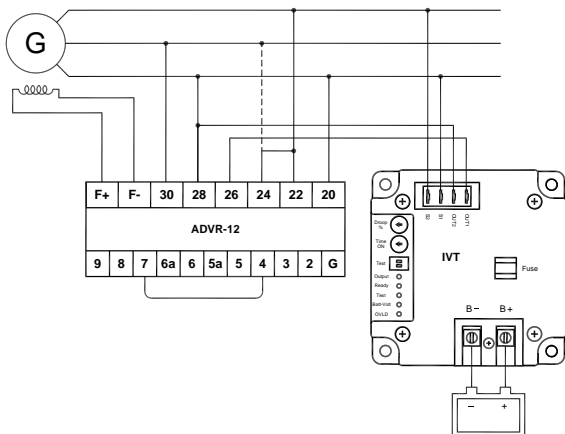 G
F+ F- 30 28 26 24 22 20
ADVR-12
9 8 7 6a 6 5a 5 4 3 2 G
S2 S1 OUT2 OUT1
Droop
%
Time
ON
Test
Output
Ready
Test
Batt-Volt
OVLD
IVT
Fuse
B- B+
- +